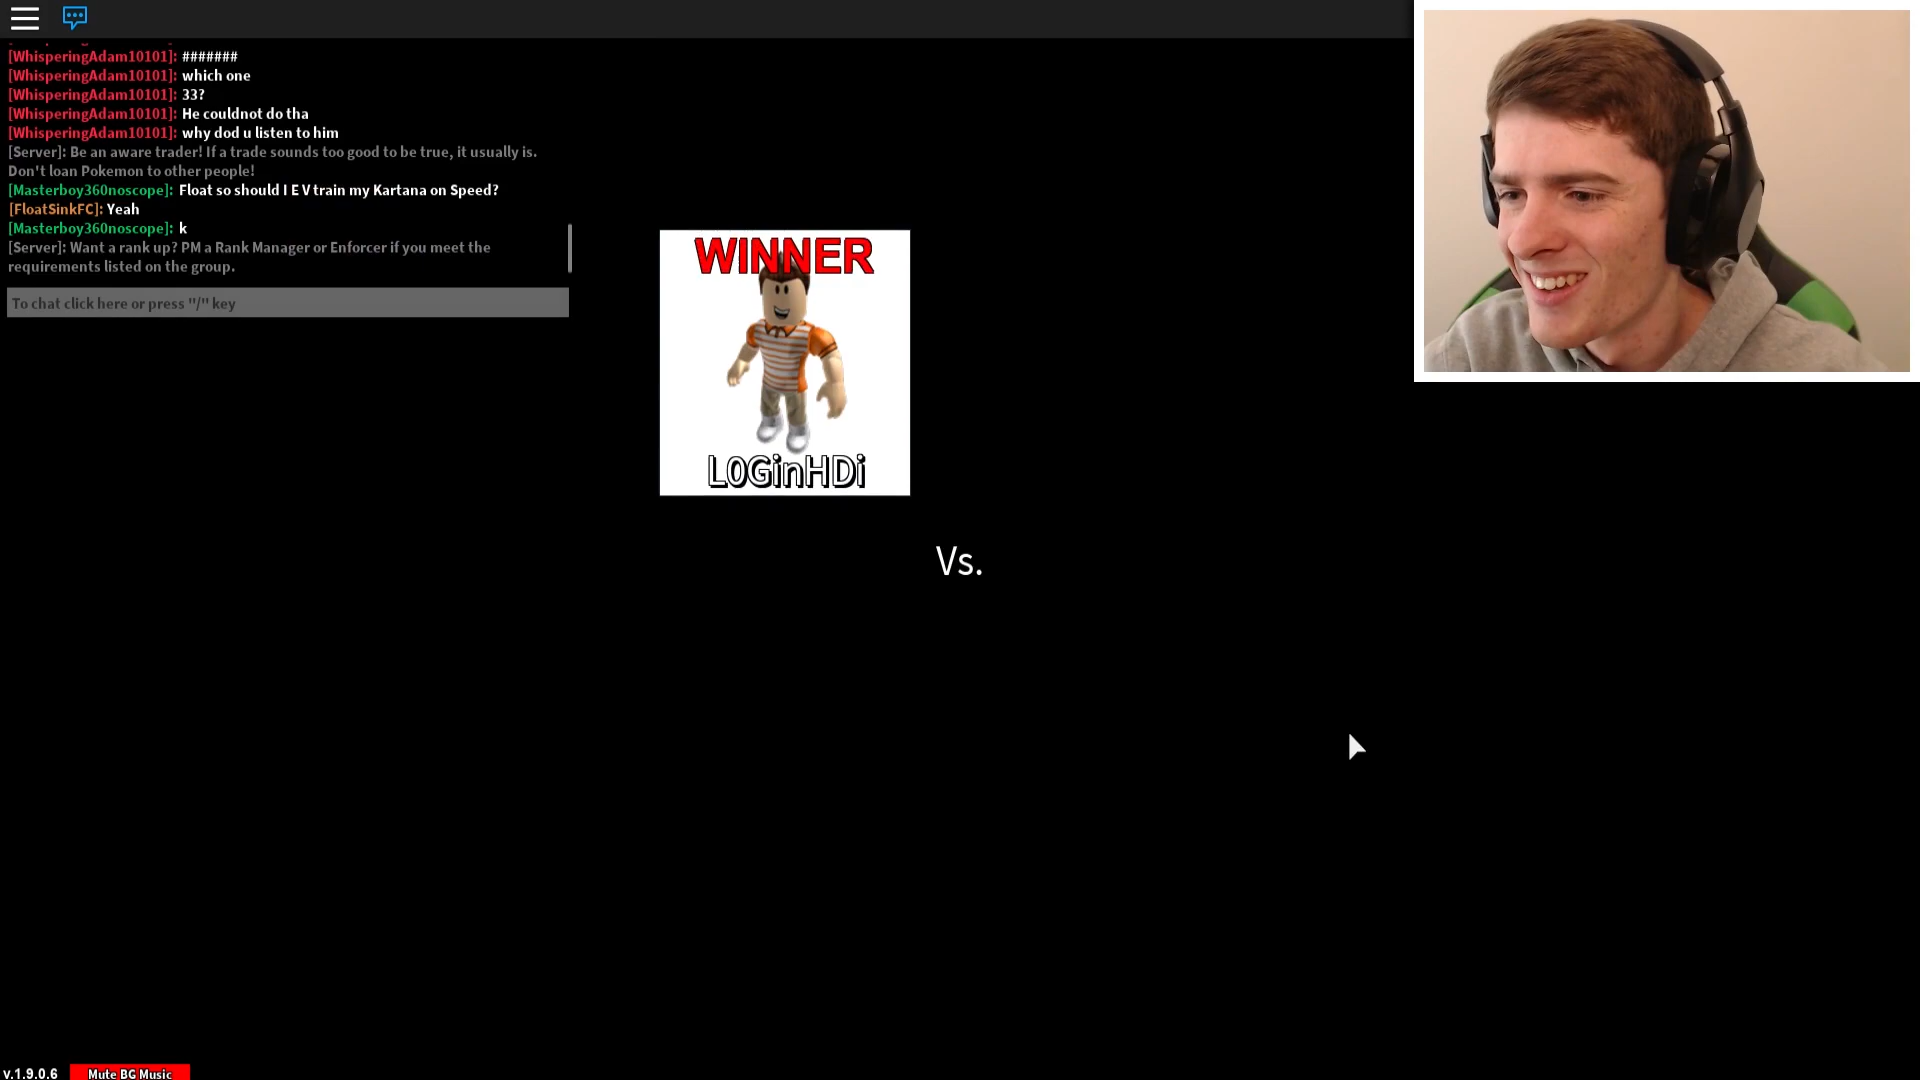 [WhisperingAdam10101]: #######
[WhisperingAdam10101]: which one
[WhisperingAdam10101]: 33?
[WhisperingAdam10101]: He couldnot do tha
[WhisperingAdam10101]: why dod u listen to him
[Server]: Be an aware trader! If a trade sounds too good to be true, it usually is.
Don't loan Pokemon to other people!
[Masterboy360noscope]: Float so should I E V train my Kartana on Speed?
[FloatSinkFC]: Yeah
[Masterboy360noscope]: k
[Server]: Want a rank up? PM a Rank Manager or Enforcer if you meet the
requirements listed on the group.
To chat click here or press "/" key
WINNER
L0GinHDi
Vs.
v.1.9.0.6
Mute BG Music